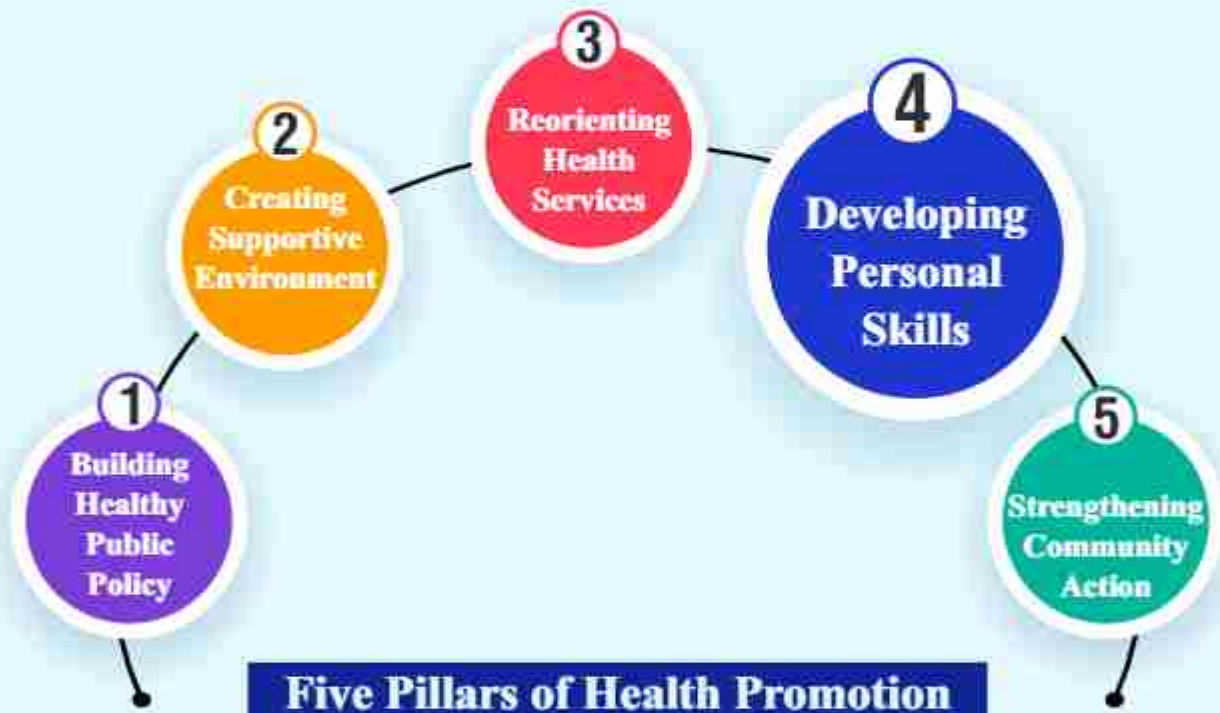 1
Building
Healthy
Public
Policy
2
Creating
Supportive
Environment
3
Reorienting
Health
Services
4
Developing
Personal
Skills
5
Strengthening
Community
Action
Five Pillars of Health Promotion